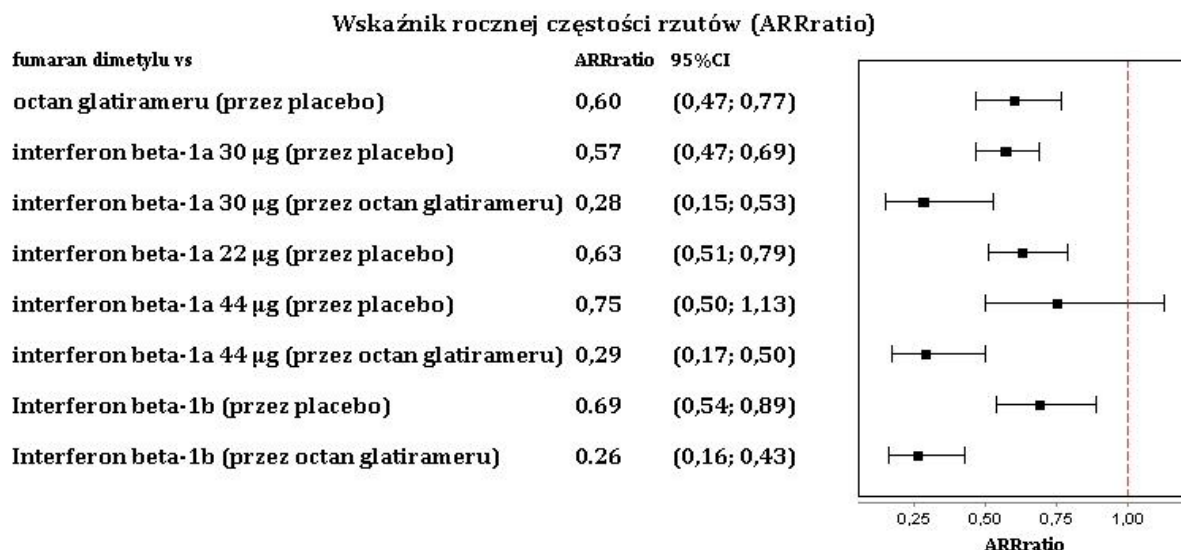 Wskaźnik rocznej częstości rzutów (ARRratio)
fumaran dimetylu vs ARRratio 95%CI
octan glatirameru (przez placebo) 0,60 (0,47; 0,77)
interferon beta-1a 30 µg (przez placebo) 0,57 (0,47; 0,69)
interferon beta-1a 30 µg (przez octan glatirameru) 0,28 (0,15; 0,53)
interferon beta-1a 22 µg (przez placebo) 0,63 (0,51; 0,79)
interferon beta-1a 44 µg (przez placebo) 0,75 (0,50; 1,13)
interferon beta-1a 44 µg (przez octan glatirameru) 0,29 (0,17; 0,50)
Interferon beta-1b (przez placebo) 0.69 (0,54; 0,89)
Interferon beta-1b (przez octan glatirameru) 0.26 (0,16; 0,43)
0,25 0,50 0,75 1,00
ARRratio